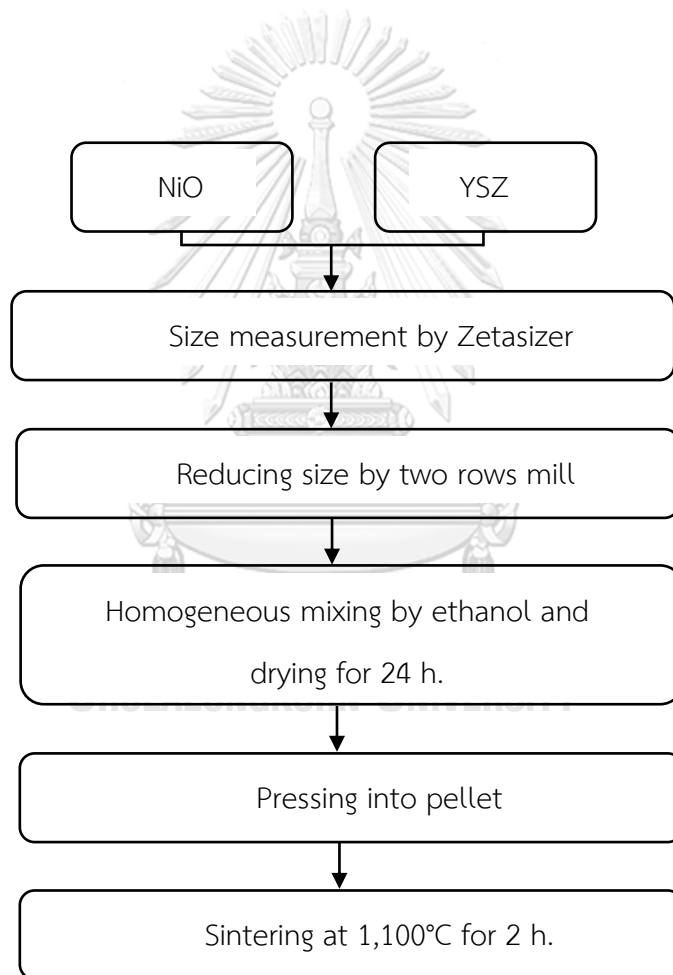 NiO
YSZ
Size measurement by Zetasizer
Reducing size by two rows mill
Homogeneous mixing by ethanol and
drying for 24 h.
Pressing into pellet
Sintering at 1,100°C for 2 h.